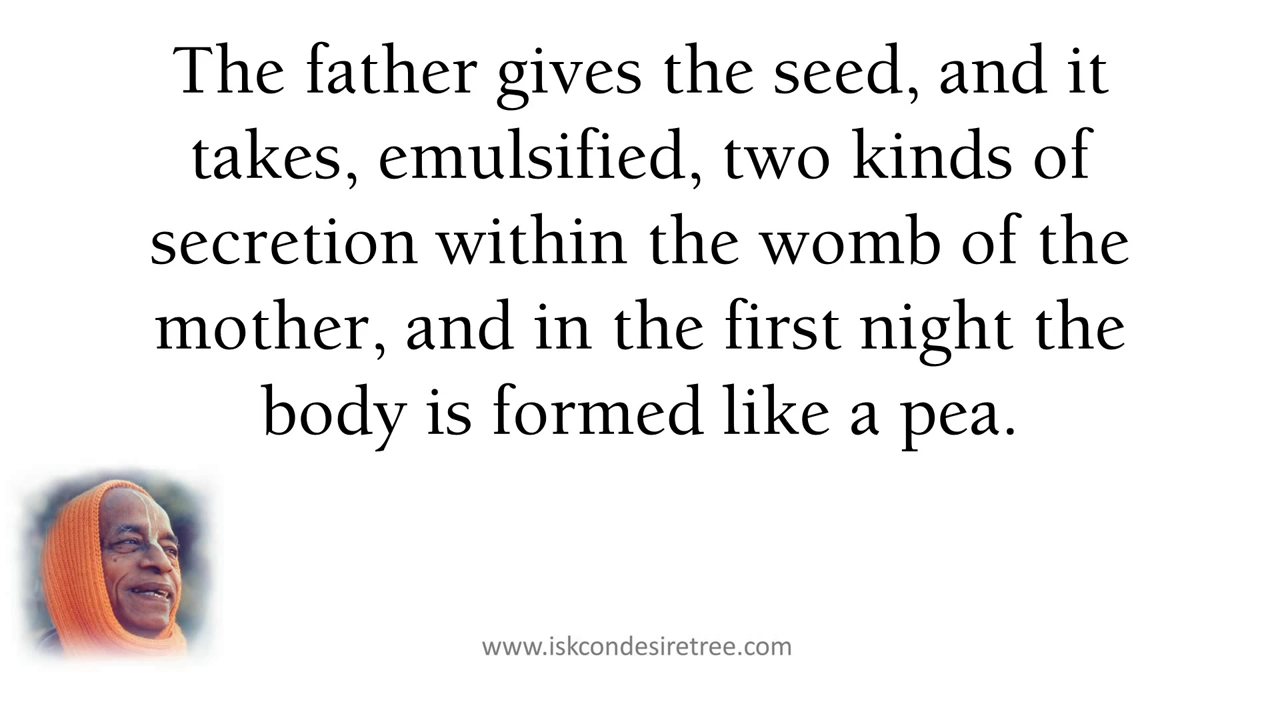 The father gives the seed, and it
takes, emulsified, two kinds of
secretion within the womb of the
mother, and in the first night the
body is formed like a pea.
www.iskcondesiretree.com